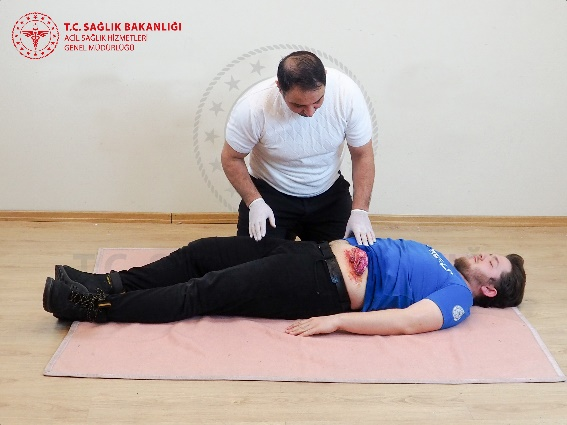 T.C. SAĞLIK BAKANLIĞI
ACİL SAĞLIK HİZMETLERİ
GENEL MÜDÜRLÜĞÜ